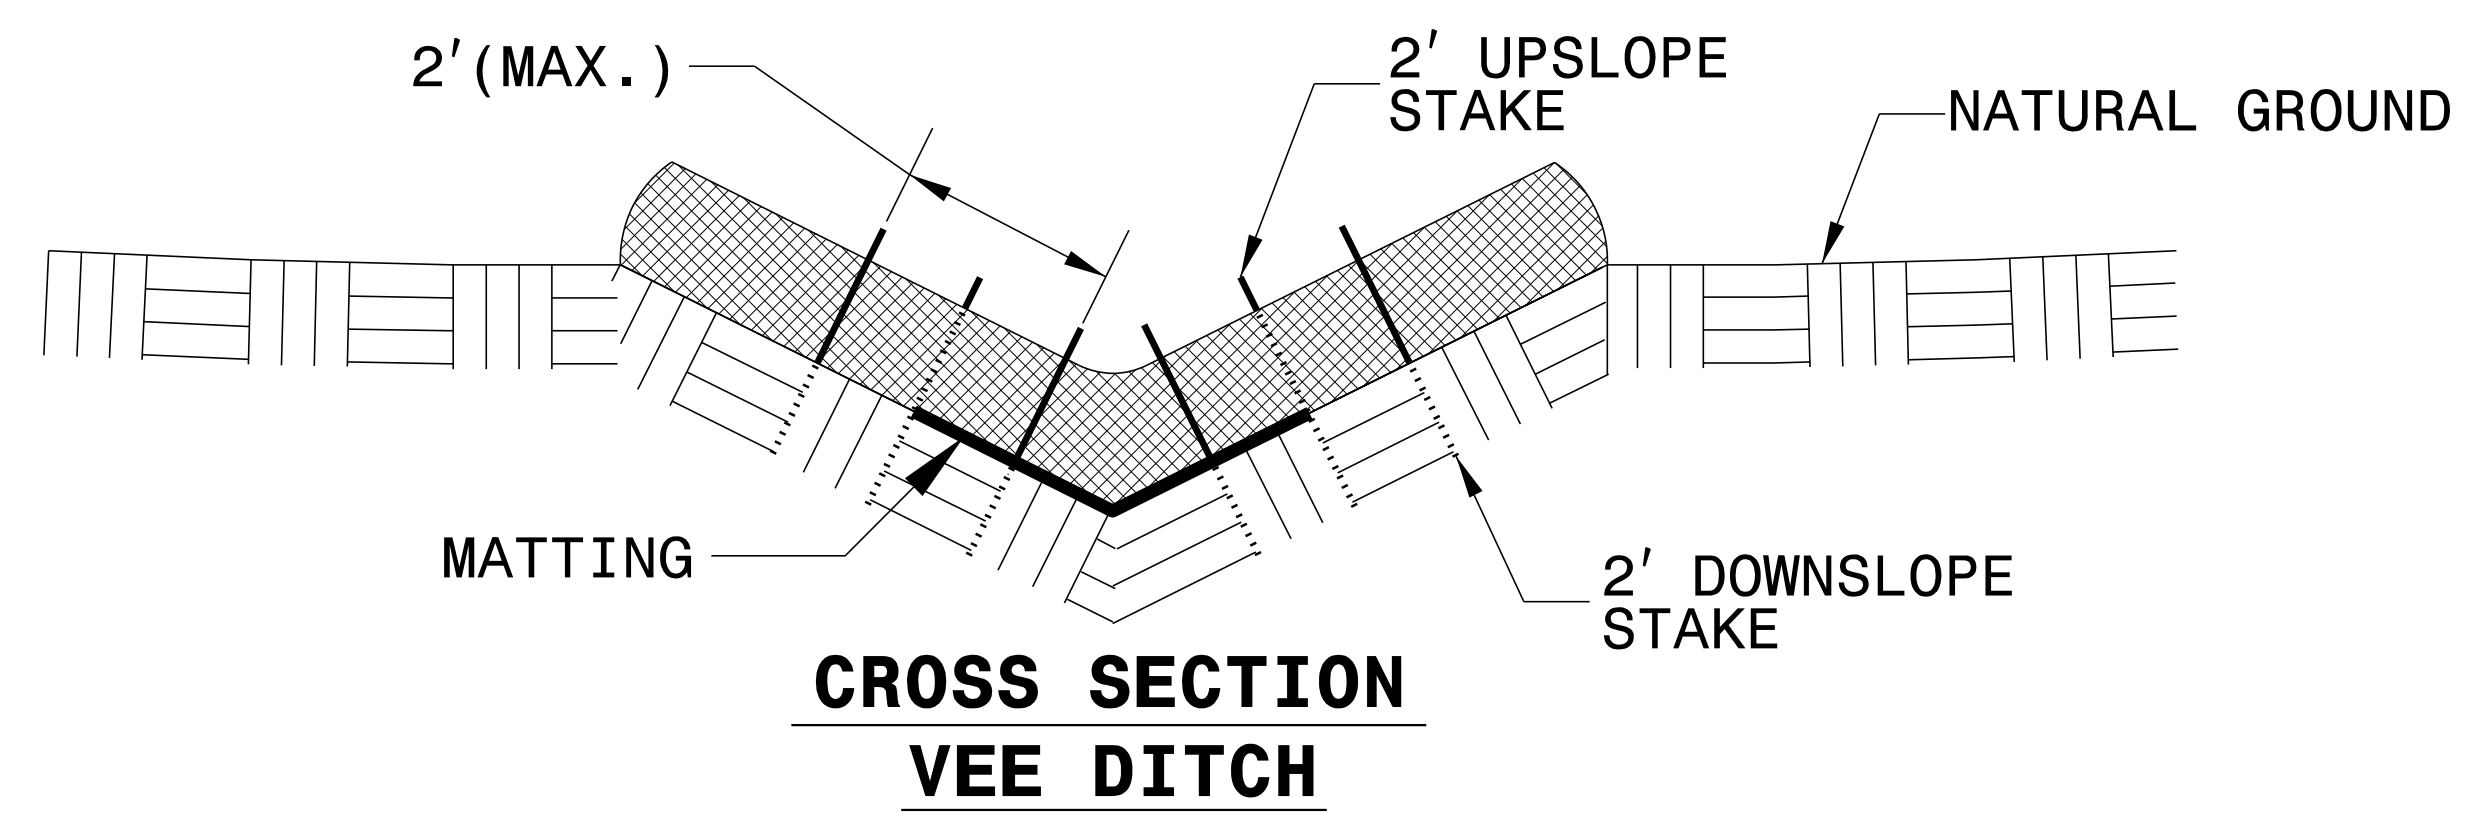 2'(MAX.)
2' UPSLOPE
STAKE
NATURAL GROUND
MATTING
2' DOWNSLOPE
STAKE
CROSS SECTION
VEE DITCH